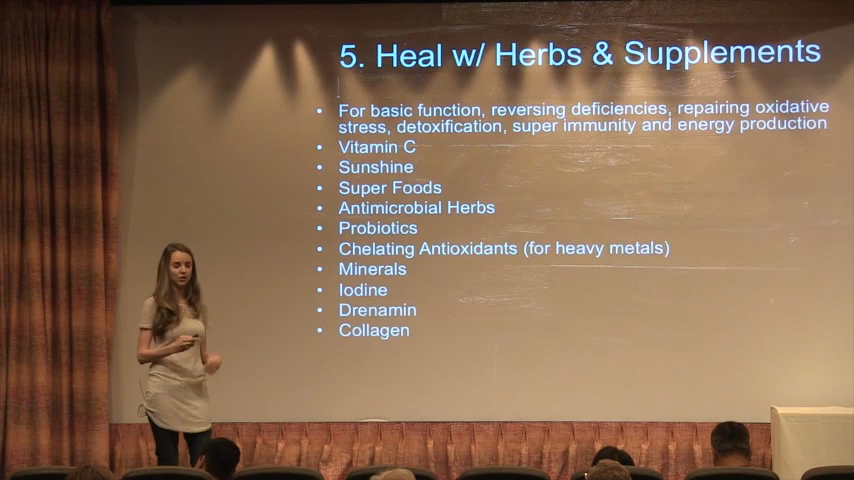 5. Heal w/ Herbs & Supplements
• For basic function, reversing deficiencies, repairing oxidative
stress, detoxification, super immunity and energy production
• Vitamin C
• Sunshine
• Super Foods
• Antimicrobial Herbs
• Probiotics
• Chelating Antioxidants (for heavy metals)
• Minerals
• Iodine
• Drenamin
• Collagen